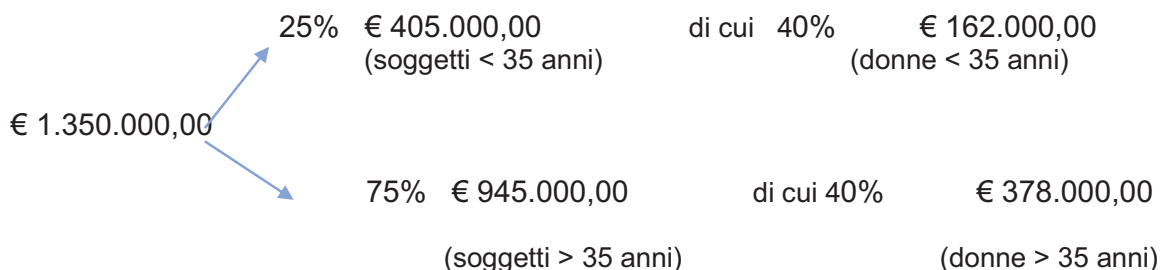 25% € 405.000,00 di cui 40% € 162.000,00
(soggetti < 35 anni) (donne < 35 anni)
€ 1.350.000,00
75% € 945.000,00 di cui 40% € 378.000,00
(soggetti > 35 anni) (donne > 35 anni)